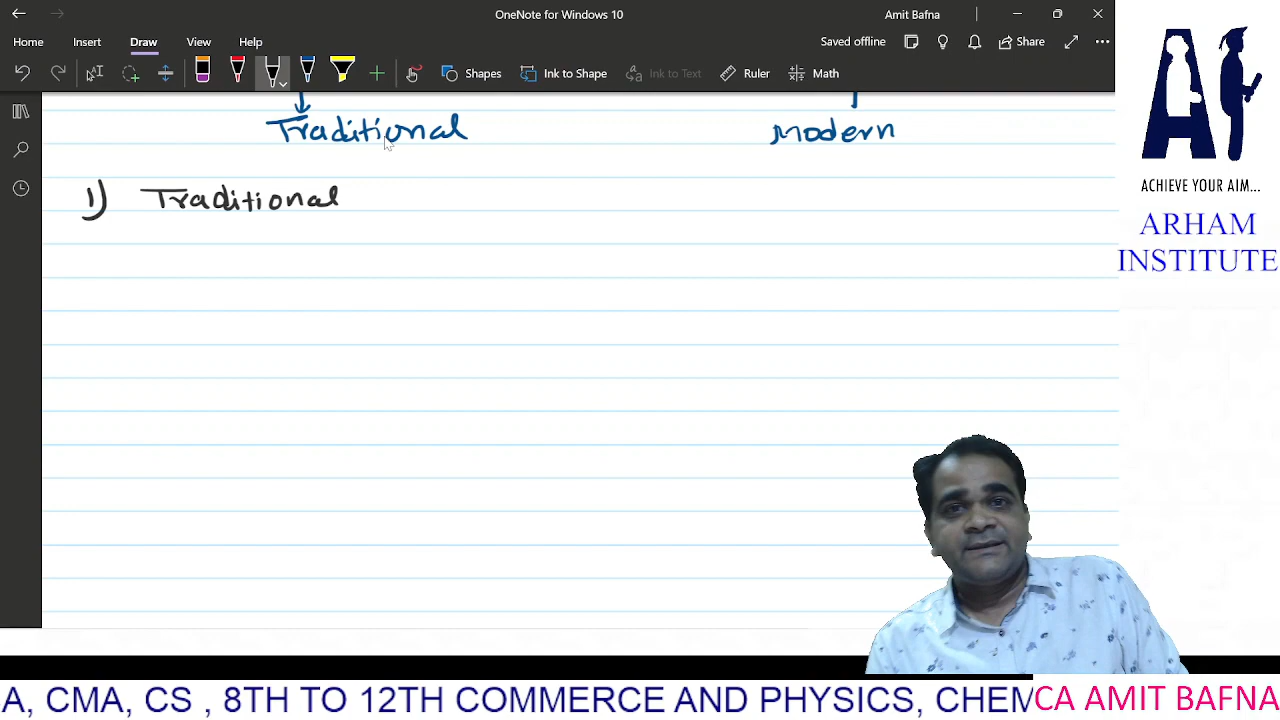 OneNote for Windows 10
Amit Bafna
Home Insert Draw View Help
Saved offline
Share
Shapes
Ink to Shape
Ink to Text
Ruler
Math
Traditional
Modern
1) Traditional
AI
ACHIEVE YOUR AIM...
ARHAM
INSTITUTE
A, CMA, CS , 8TH TO 12TH COMMERCE AND PHYSICS, CHEM
CA AMIT BAFNA